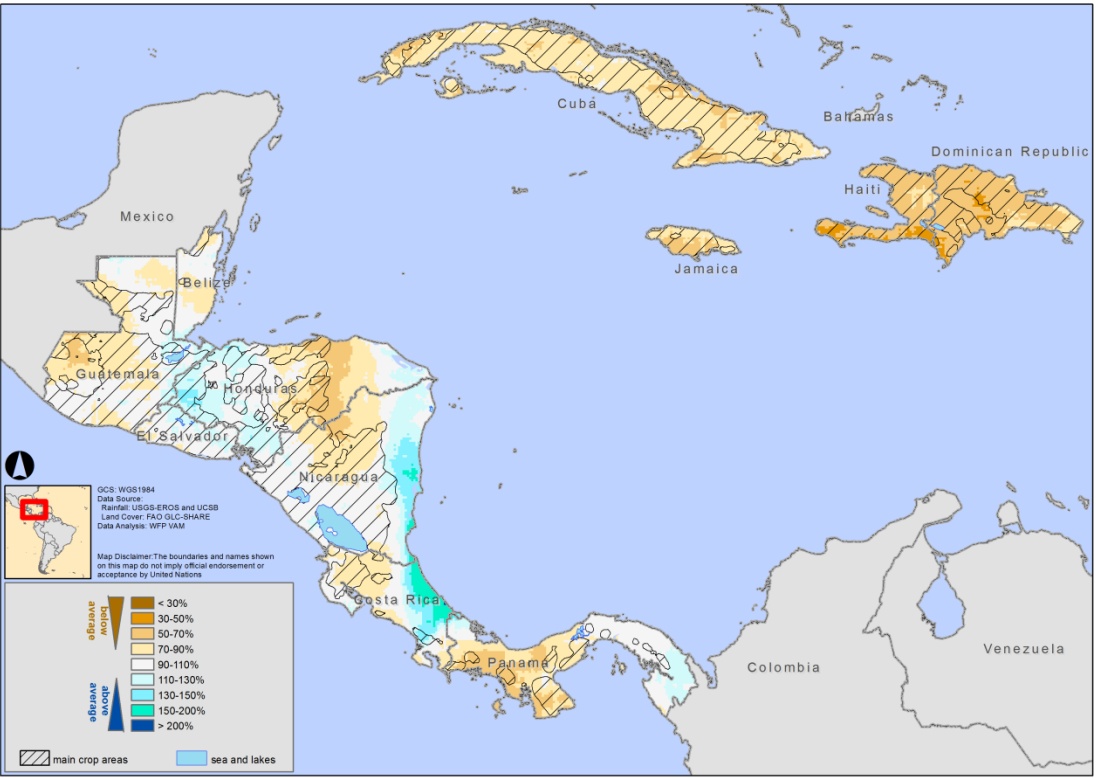 Cuba
Bahamas
Dominican Republic
Haiti
Mexico
Jamaica
Belize
Guatemala
Honduras
El Salvador
Nicaragua
GCS: WGS1984
Data Source:
Rainfall: USGS-EROS and UCSB
Land Cover: FAO GLC-SHARE
Data Analysis: WFP VAM
Map Disclaimer:The boundaries and names shown
on this map do not imply official endorsement or
acceptance by United Nations
Costa Rica
Panama
Colombia
Venezuela
below
average
< 30%
30-50%
50-70%
70-90%
90-110%
110-130%
130-150%
150-200%
> 200%
above
average
main crop areas
sea and lakes